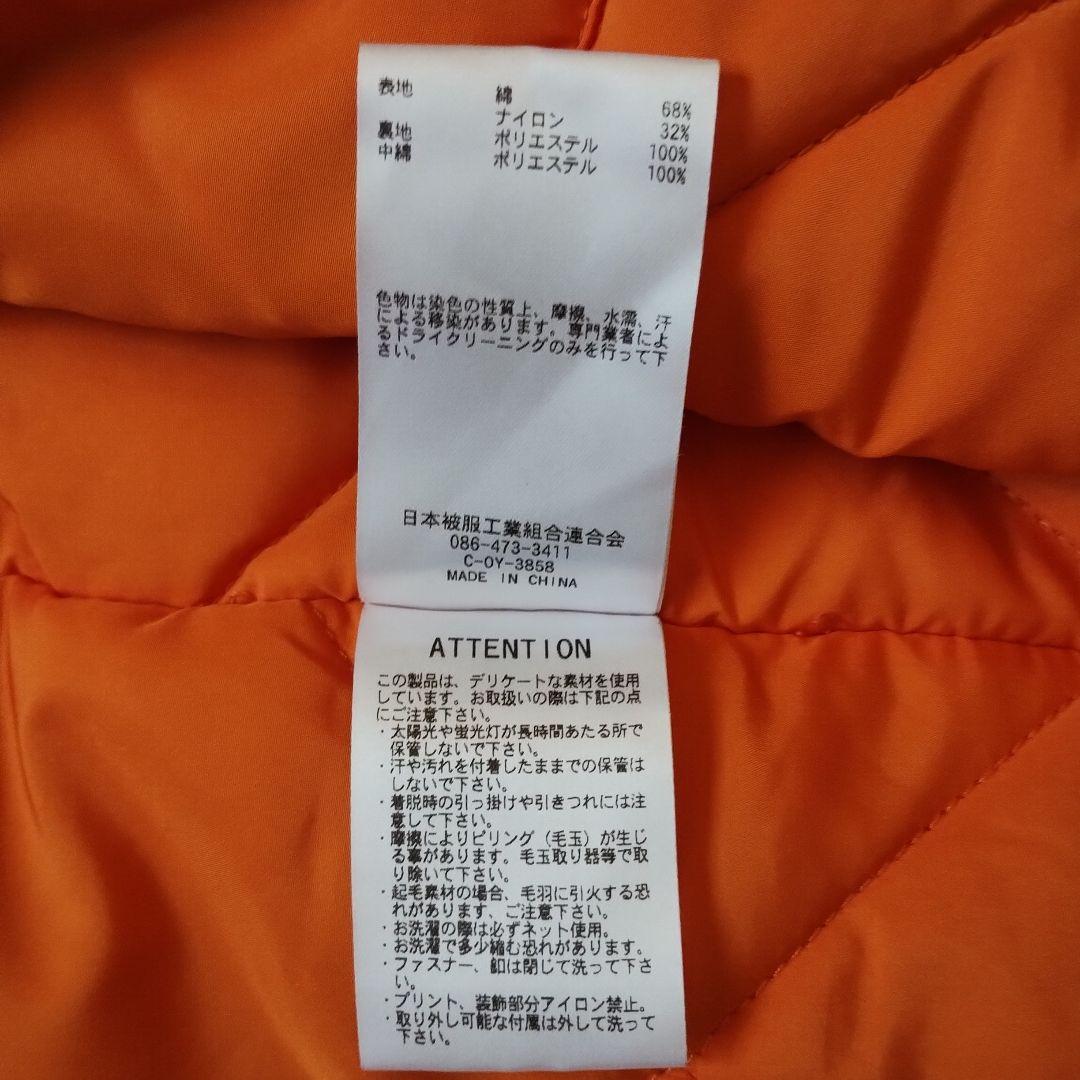 表地 綿 68%
ナイロン 32%
裏地 ポリエステル 100%
中綿 ポリエステル 100%
色物は染色の性質上、摩擦、水濡、汗
による移染があります。専門業者によ
るドライクリーニングのみを行って下
さい。
日本被服工業組合連合会
086-473-3411
C-OY-3858
MADE IN CHINA
ATTENTION
この製品は、デリケートな素材を使用
しています。お取扱いの際は下記の点
にご注意下さい。
・太陽光や蛍光灯が長時間あたる所で
保管しないで下さい。
・汗や汚れを付着したままでの保管は
しないで下さい。
・着脱時の引っ掛けや引きつれには注
意して下さい。
・摩擦によりピリング（毛玉）が生じ
る事があります。毛玉取り器等で取
り除いて下さい。
・起毛素材の場合、毛羽に引火する恐
れがあります、ご注意下さい。
・お洗濯の際は必ずネット使用。
・お洗濯で多少縮む恐れがあります。
・ファスナー、釦は閉じて洗って下さ
い。
・プリント、装飾部分アイロン禁止。
・取り外し可能な付属は外して洗って
下さい。